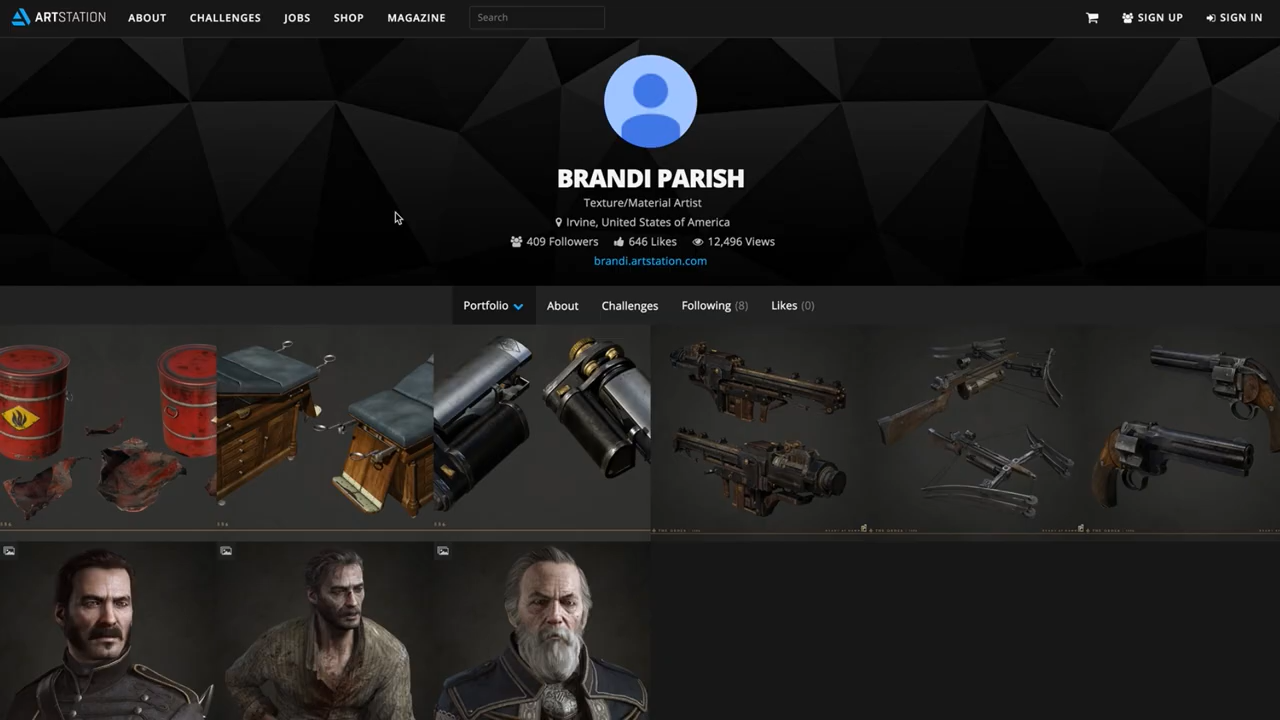 ARTSTATION ABOUT CHALLENGES JOBS SHOP MAGAZINE Search SIGN UP SIGN IN
BRANDI PARISH
Texture/Material Artist
Irvine, United States of America
409 Followers 646 Likes 12,496 Views
brandi.artstation.com
Portfolio About Challenges Following (8) Likes (0)